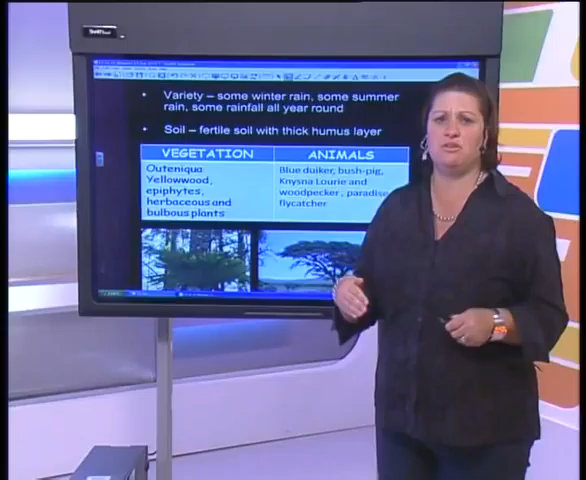 Variety – some winter rain, some summer
rain, some rainfall all year round
Soil – fertile soil with thick humus layer
VEGETATION
Outeniqua
Yellowwood,
epiphytes,
herbaceous and
bulbous plants
ANIMALS
Blue duiker, bush-pig,
Knysna Lourie and
woodpecker, paradise
flycatcher